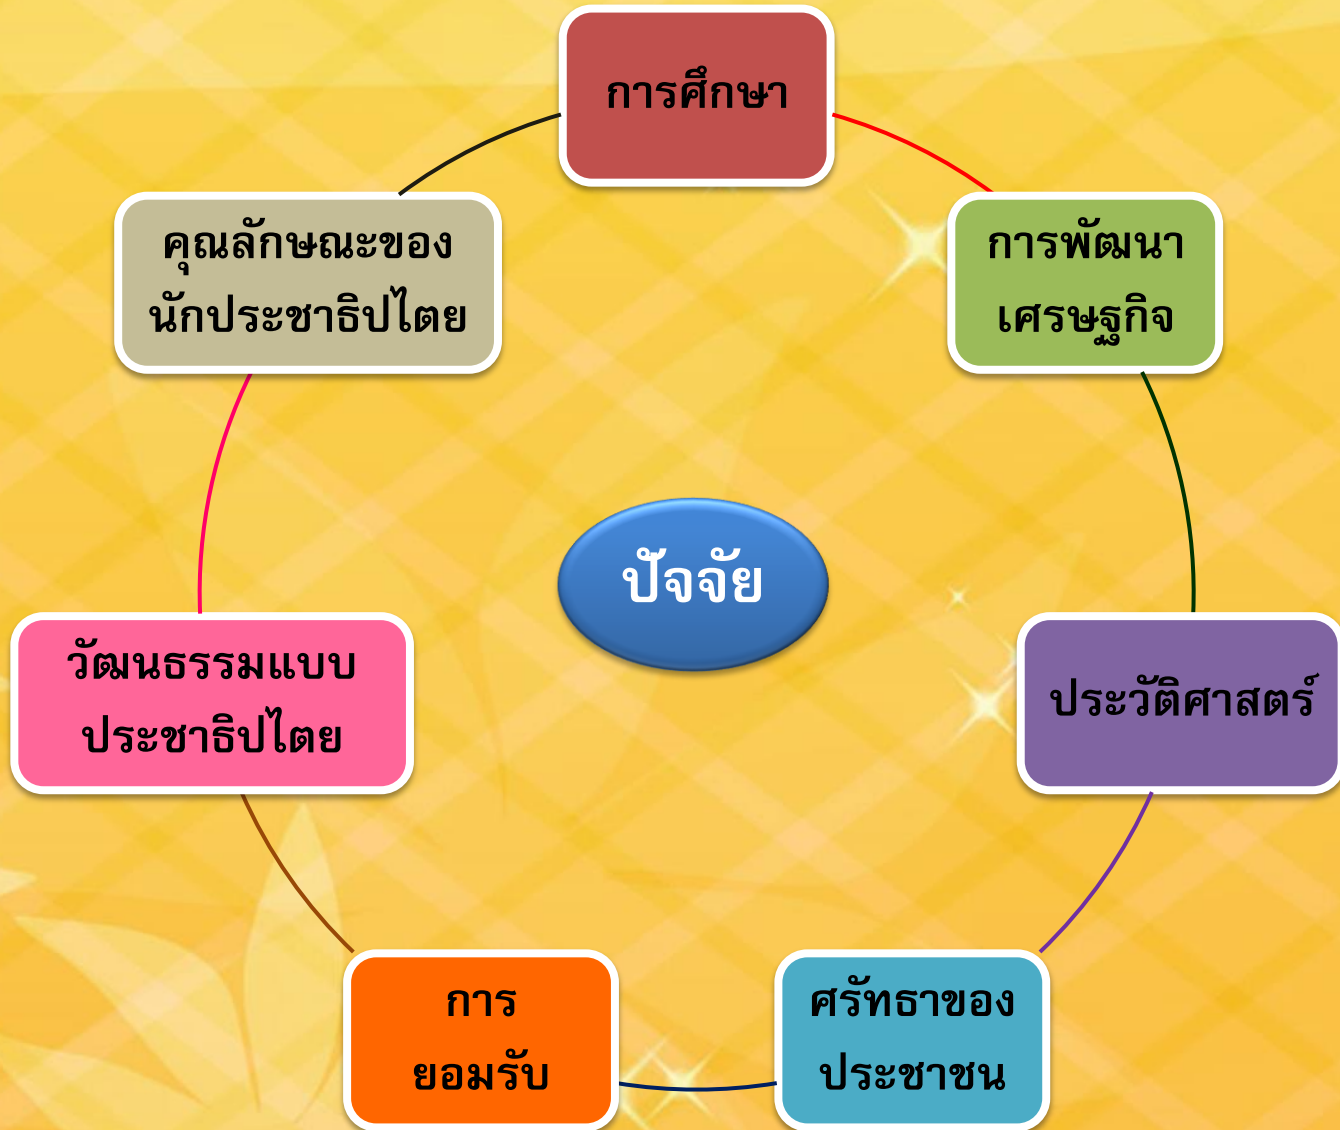 การศึกษา
การพัฒนา
เศรษฐกิจ
ประวัติศาสตร์
ศรัทธาของ
ประชาชน
การ
ยอมรับ
วัฒนธรรมแบบ
ประชาธิปไตย
คุณลักษณะของ
นักประชาธิปไตย
ปัจจัย